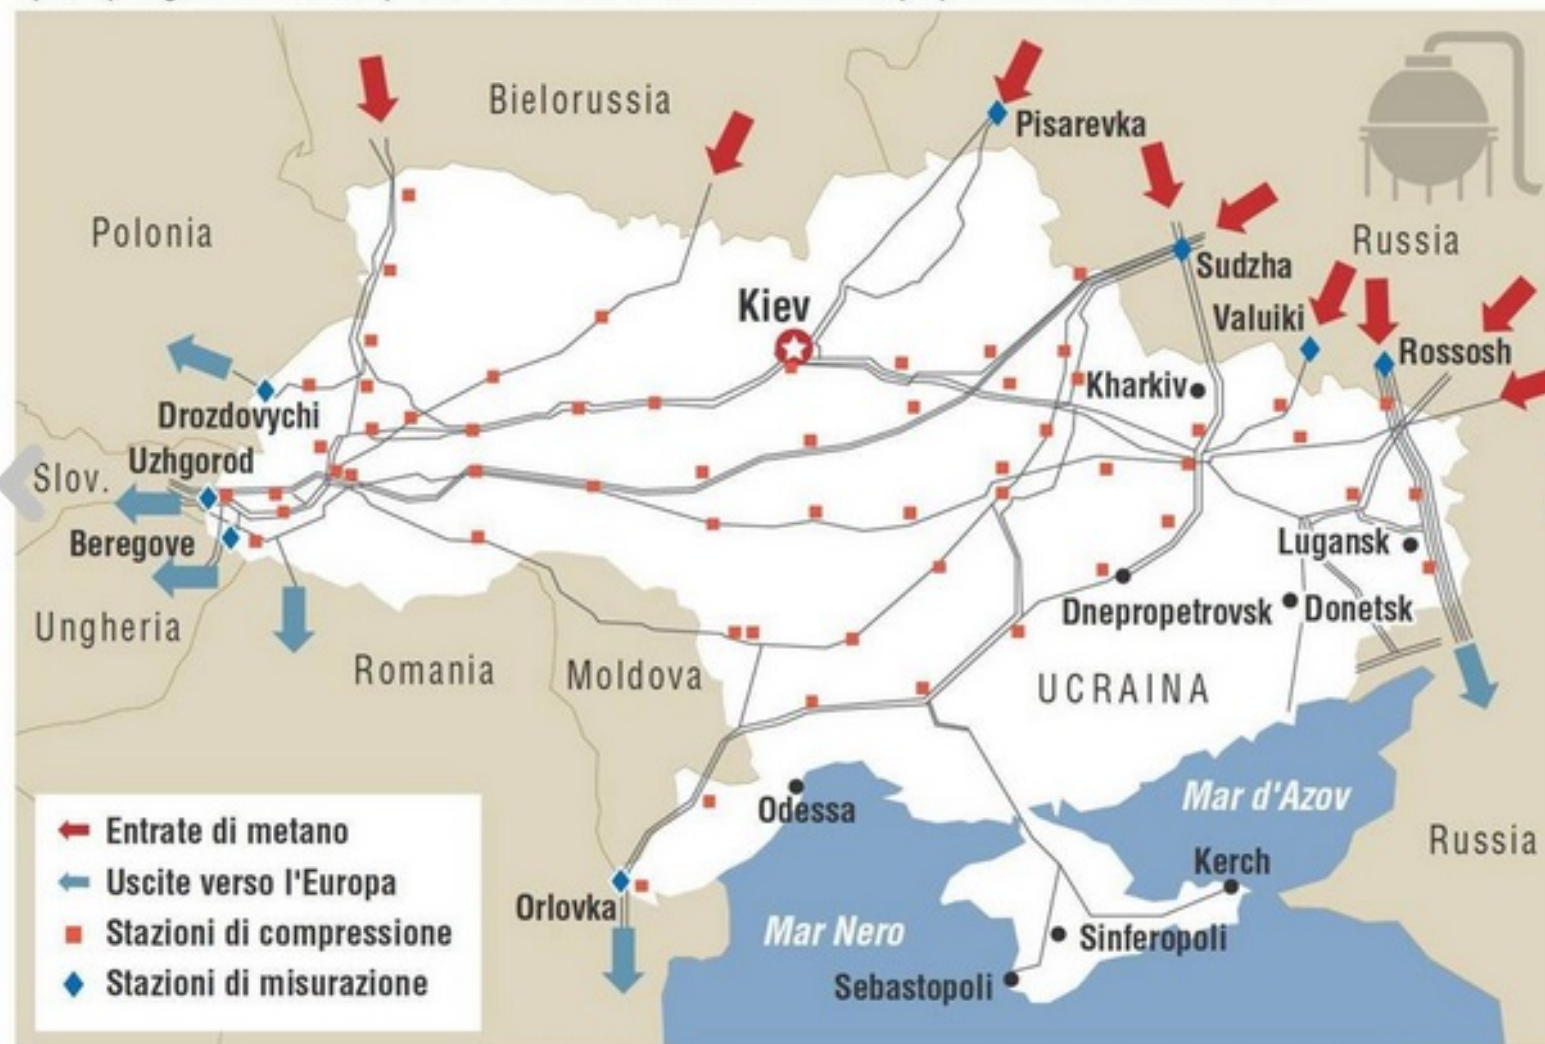 Bielorussia
Pisarevka
Polonia
Russia
Sudzha
Kiev
Valuiki
Rossosh
Kharkiv
Drozdovychi
Uzhgorod
Slov.
Beregove
Lugansk
Dnepropetrovsk
Donetsk
Ungheria
Romania
Moldova
UCRAINA
Mar d'Azov
Odessa
Russia
Kerch
Orlovka
Mar Nero
Sinferopoli
Sebastopoli
Entrate di metano
Uscite verso l'Europa
Stazioni di compressione
Stazioni di misurazione